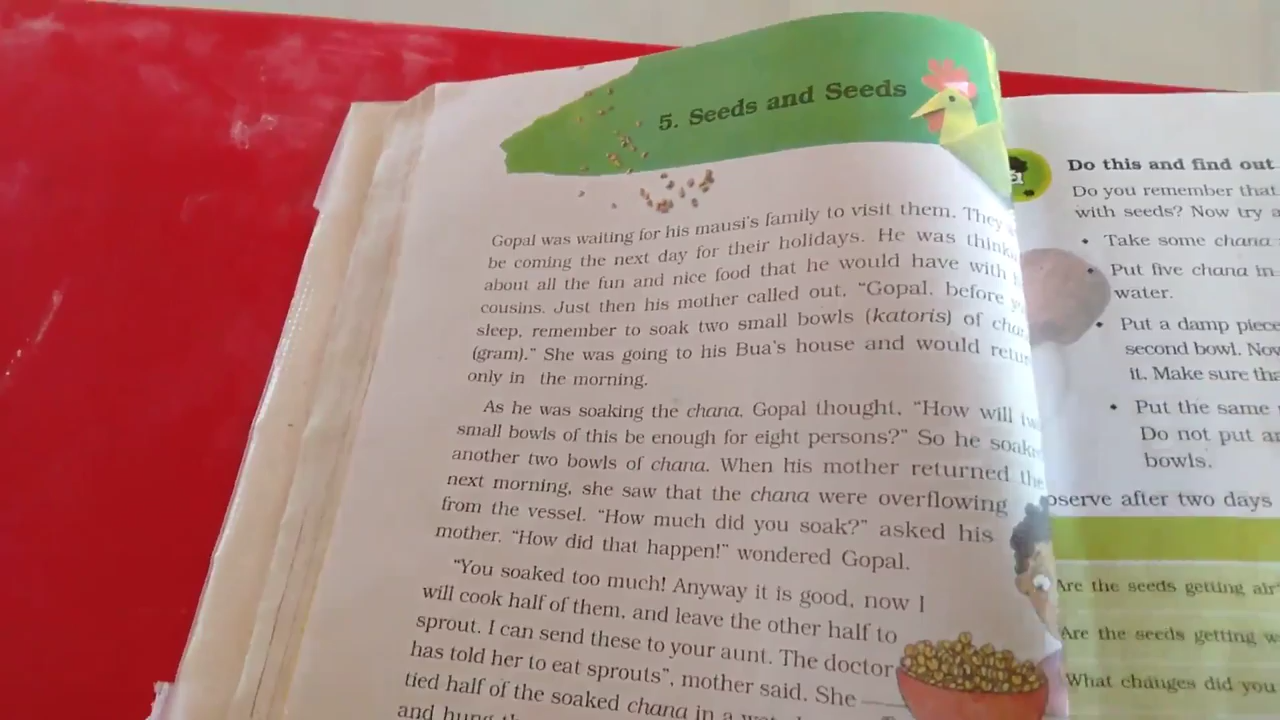 5. Seeds and Seeds
Gopal was waiting for his mausi's family to visit them. They
be coming the next day for their holidays. He was
about all the fun and nice food that he would have with
cousins. Just then his mother called out, "Gopal, before
sleep, remember to soak two small bowls (katoris) of
(gram)." She was going to his Bua's house and would
only in the morning.
As he was soaking the chana, Gopal thought, "How will
small bowls of this be enough for eight persons?" So he
another two bowls of chana. When his mother returned the
next morning, she saw that the chana were overflowing
from the vessel. "How much did you soak?" asked his
mother. "How did that happen!" wondered Gopal.
"You soaked too much! Anyway it is good, now I
will cook half of them, and leave the other half to
sprout. I can send these to your aunt. The doctor
has told her to eat sprouts", mother said. She
tied half of the soaked chana in a
and
Do this and find out
Do you remember that
with seeds? Now try
• Take some chana
• Put five chana in
water.
• Put a damp piece
second bowl. Now
it. Make sure
• Put the same
Do not put
bowls.
after two days
Are the seeds getting air
Are the seeds getting
What changes did you